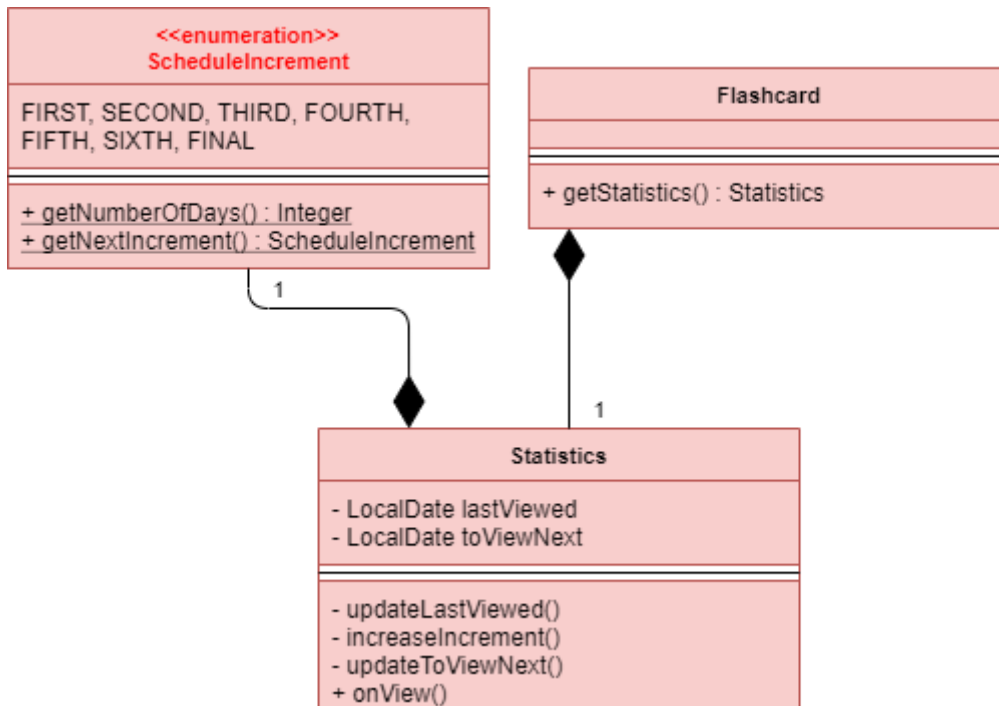 <<enumeration>>
ScheduleIncrement
FIRST, SECOND, THIRD, FOURTH,
FIFTH, SIXTH, FINAL
+ getNumberOfDays() : Integer
+ getNextIncrement() : ScheduleIncrement
1
Flashcard
+ getStatistics() : Statistics
1
Statistics
- LocalDate lastViewed
- LocalDate toViewNext
- updateLastViewed()
- increaseIncrement()
- updateToViewNext()
+ onView()